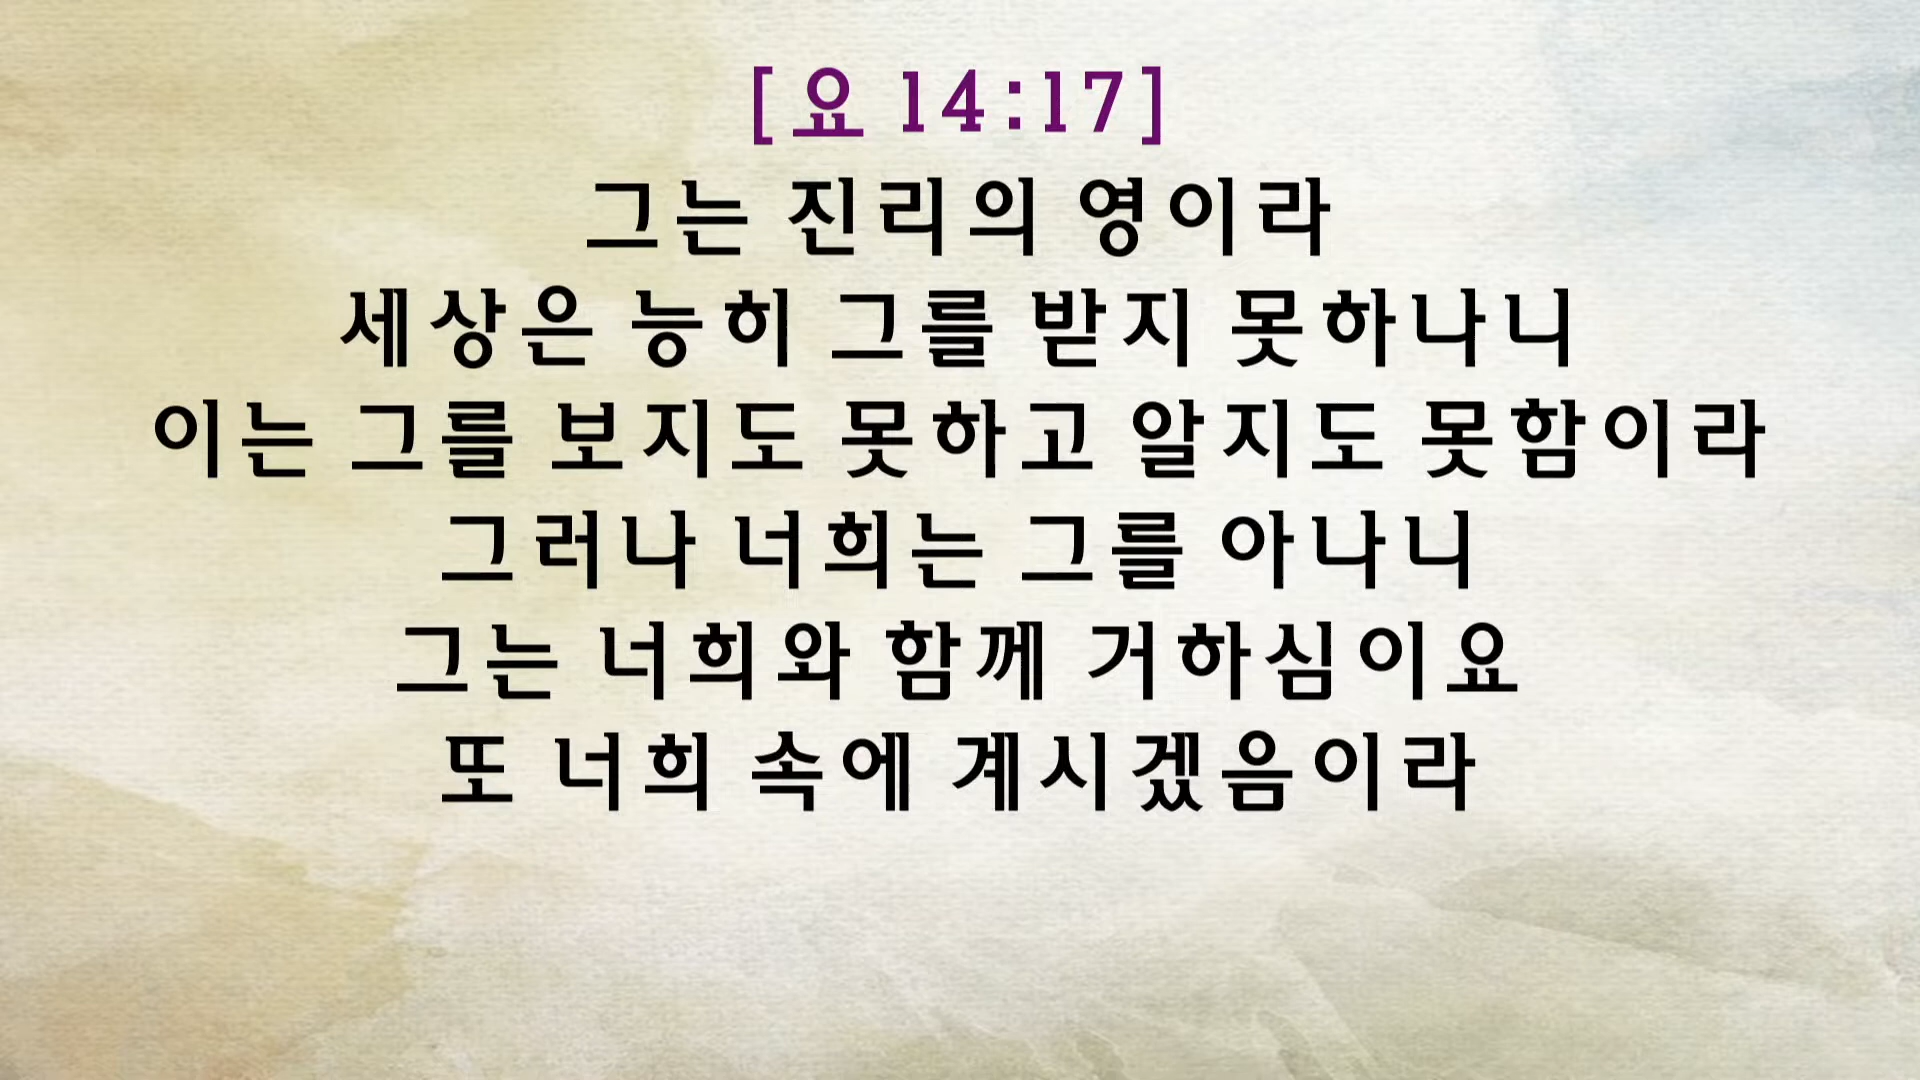 [요 14:17]
그는 진리의 영이라
세상은 능히 그를 받지 못하나니
이는 그를 보지도 못하고 알지도 못함이라
그러나 너희는 그를 아나니
그는 너희와 함께 거하심이요
또 너희 속에 계시겠음이라